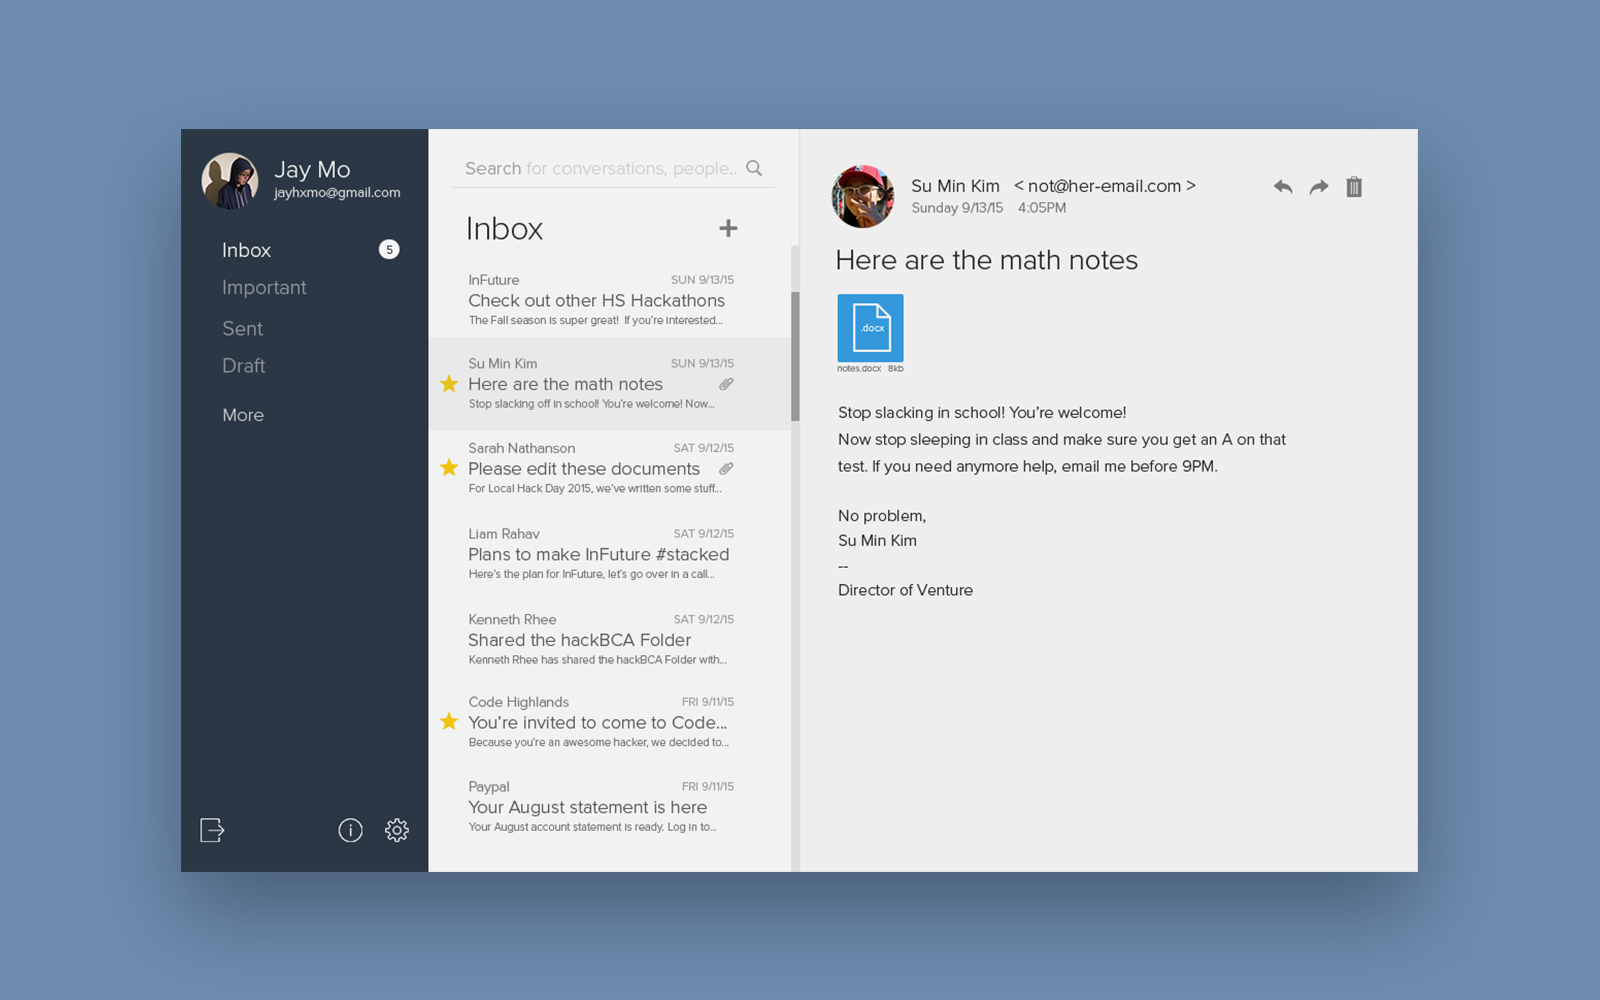 Jay Mo
jayhxmo@gmail.com
Inbox 5
Important
Sent
Draft
More
Search for conversations, people..
Inbox
InFuture SUN 9/13/15
Check out other HS Hackathons
The Fall season is super great! If you're interested...
Su Min Kim SUN 9/13/15
Here are the math notes
Stop slacking off in school! You're welcome! Now...
Sarah Nathanson SAT 9/12/15
Please edit these documents
For Local Hack Day 2015, we've written some stuff...
Liam Rahav SAT 9/12/15
Plans to make InFuture #stacked
Here's the plan for InFuture, let's go over in a call...
Kenneth Rhee SAT 9/12/15
Shared the hackBCA Folder
Kenneth Rhee has shared the hackBCA Folder with...
Code Highlands FRI 9/11/15
You're invited to come to Code...
Because you're an awesome hacker, we decided to...
Paypal FRI 9/11/15
Your August statement is here
Your August account statement is ready. Log in to...
Su Min Kim < not@her-email.com >
Sunday 9/13/15 4:05PM
Here are the math notes
.docx
notes.docx 8kb
Stop slacking in school! You're welcome!
Now stop sleeping in class and make sure you get an A on that
test. If you need anymore help, email me before 9PM.
No problem,
Su Min Kim
--
Director of Venture